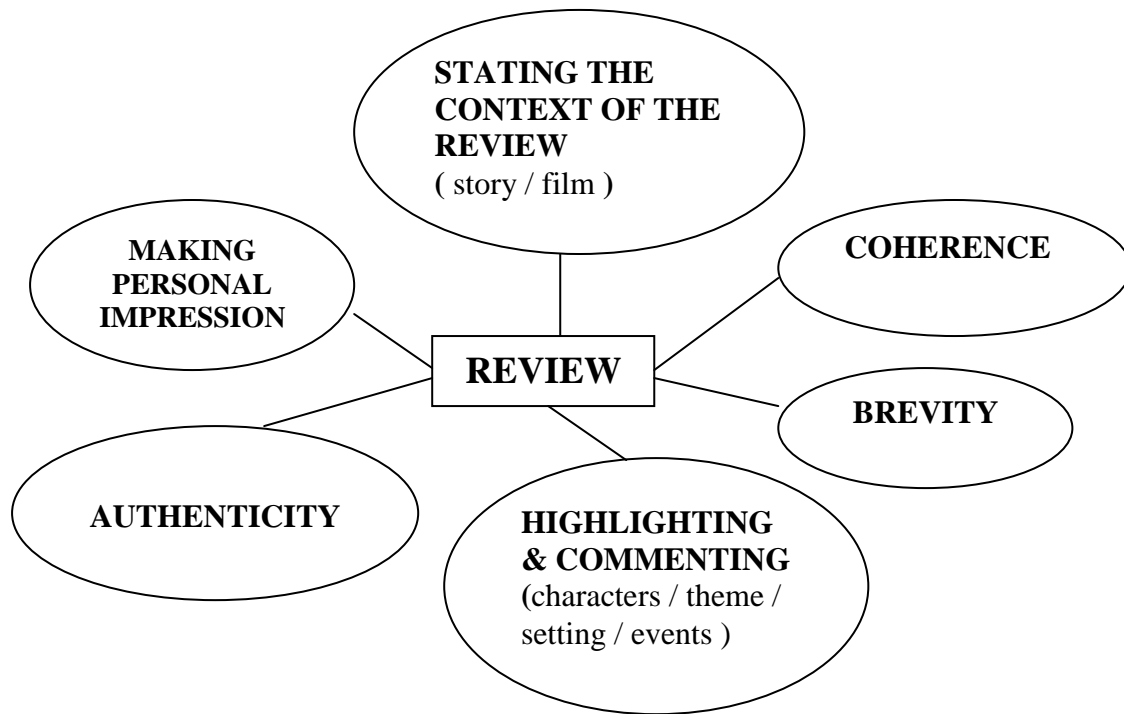 STATING THE
CONTEXT OF THE
REVIEW
( story / film )
MAKING
PERSONAL
IMPRESSION
COHERENCE
REVIEW
BREVITY
AUTHENTICITY
HIGHLIGHTING
& COMMENTING
(characters / theme /
setting / events )